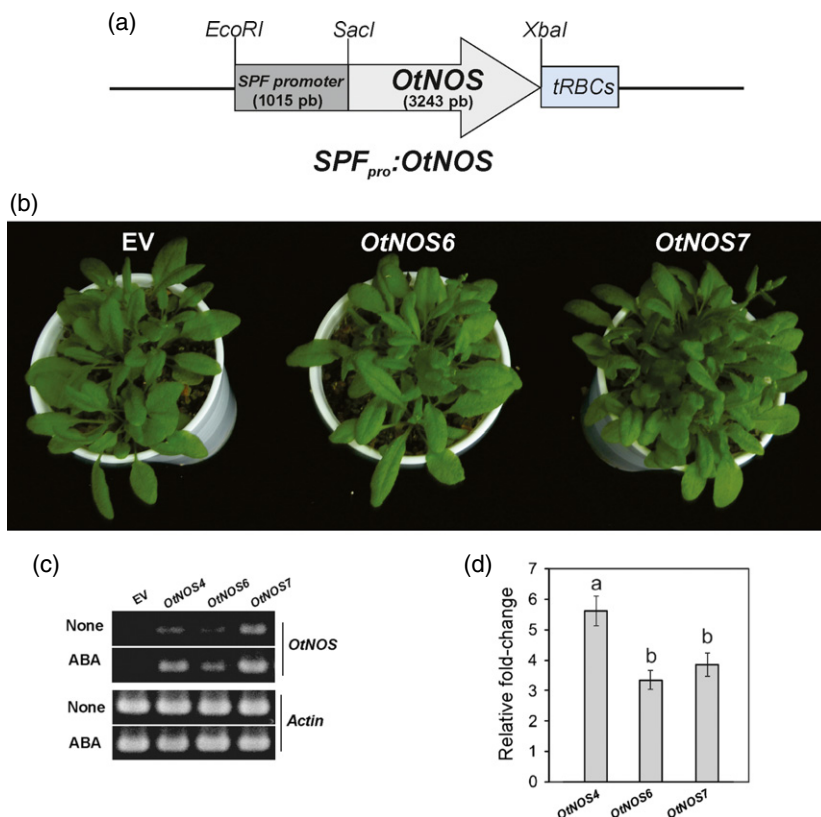 (a)
EcoRI SacI XbaI
SPF promoter OtNOS tRBCs
(1015 pb) (3243 pb)
SPFpro:OtNOS
(b)
EV OtNOS6 OtNOS7
(c)
EV OtNOS4 OtNOS6 OtNOS7
None
OtNOS
ABA
None
Actin
ABA
(d)
Relative fold-change
7
6
5
4
3
2
1
0
a
b
b
OtNOS4 OtNOS6 OtNOS7